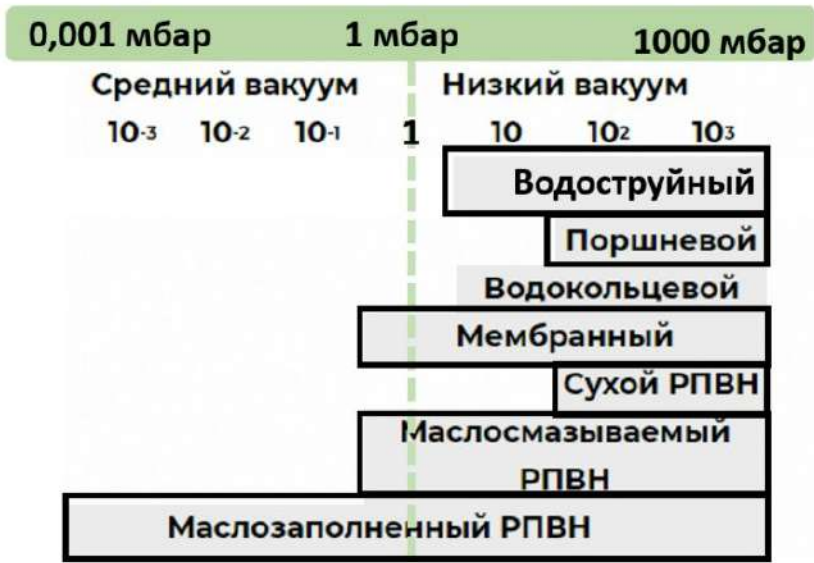 0,001 мбар 1 мбар 1000 мбар
Средний вакуум Низкий вакуум
10-3 10-2 10-1 1 10 102 103
Водоструйный
Поршневой
Водокольцевой
Мембранный
Сухой РПВН
Маслосмазываемый
РПВН
Маслозаполненный РПВН